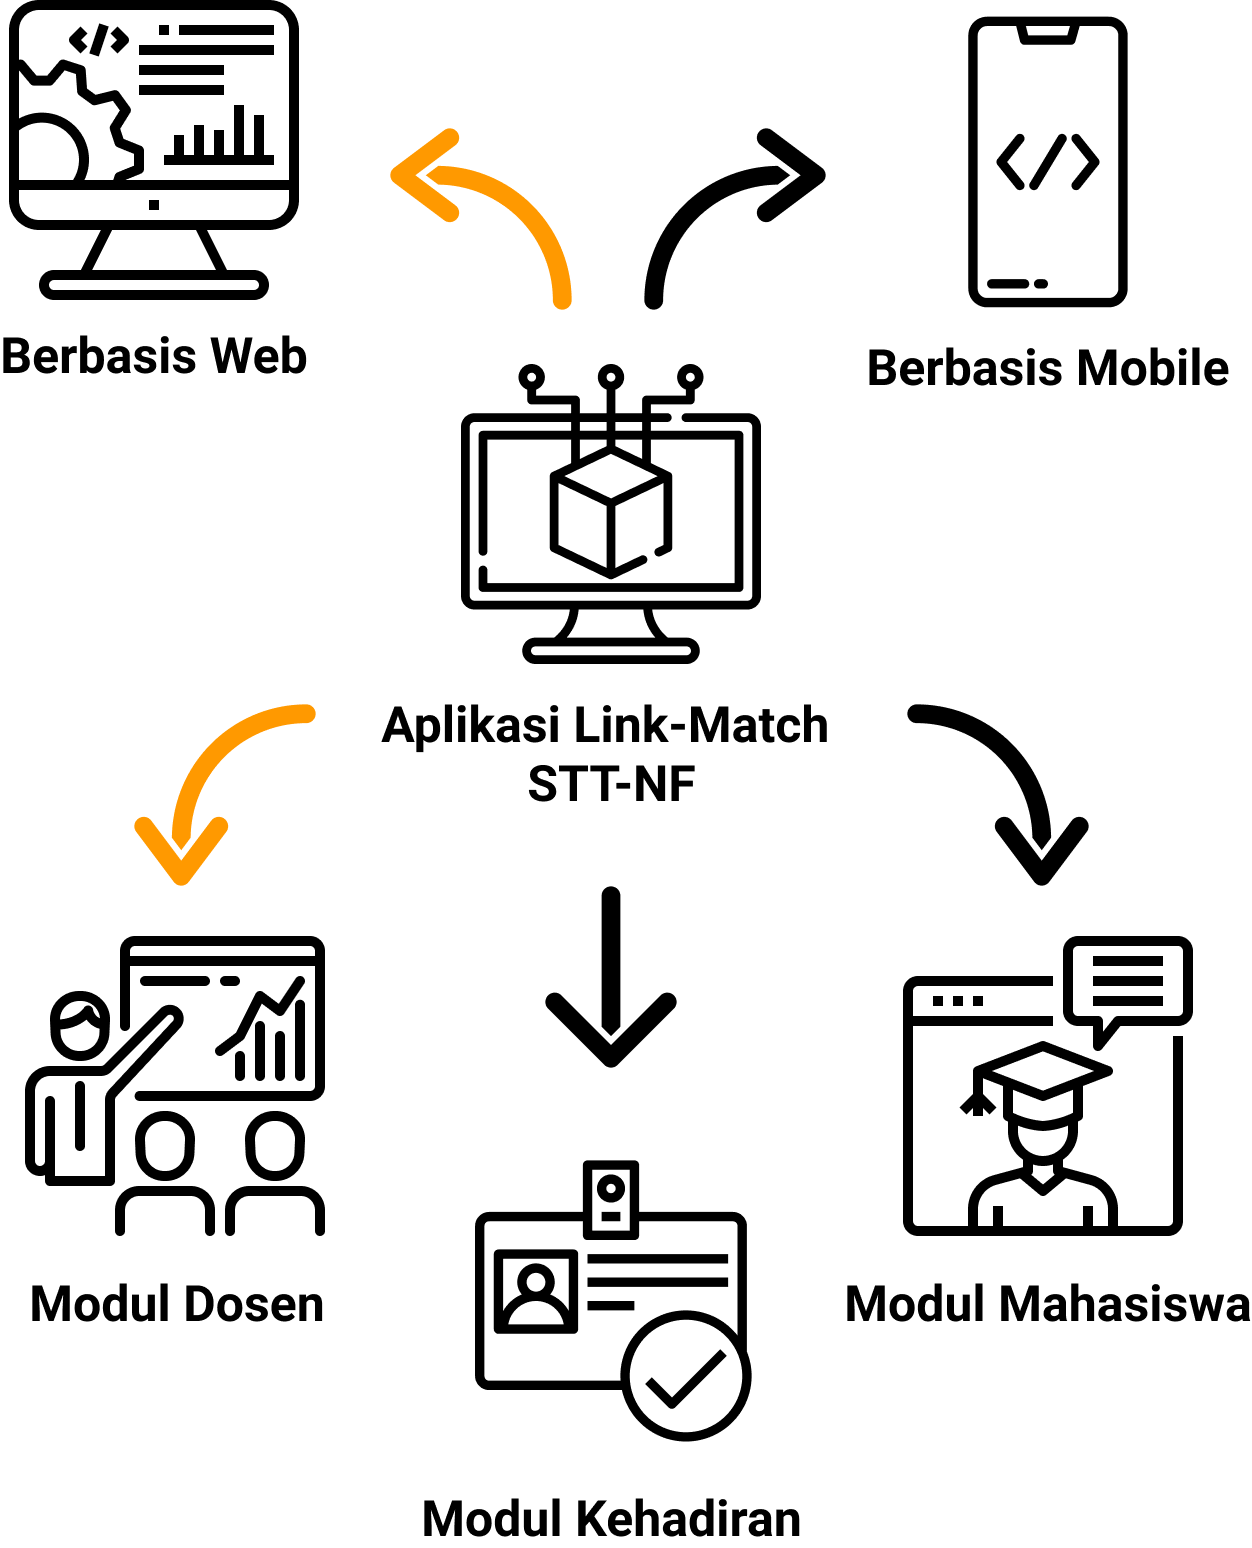 Berbasis Web
Berbasis Mobile
Aplikasi Link-Match
STT-NF
Modul Dosen
Modul Mahasiswa
Modul Kehadiran